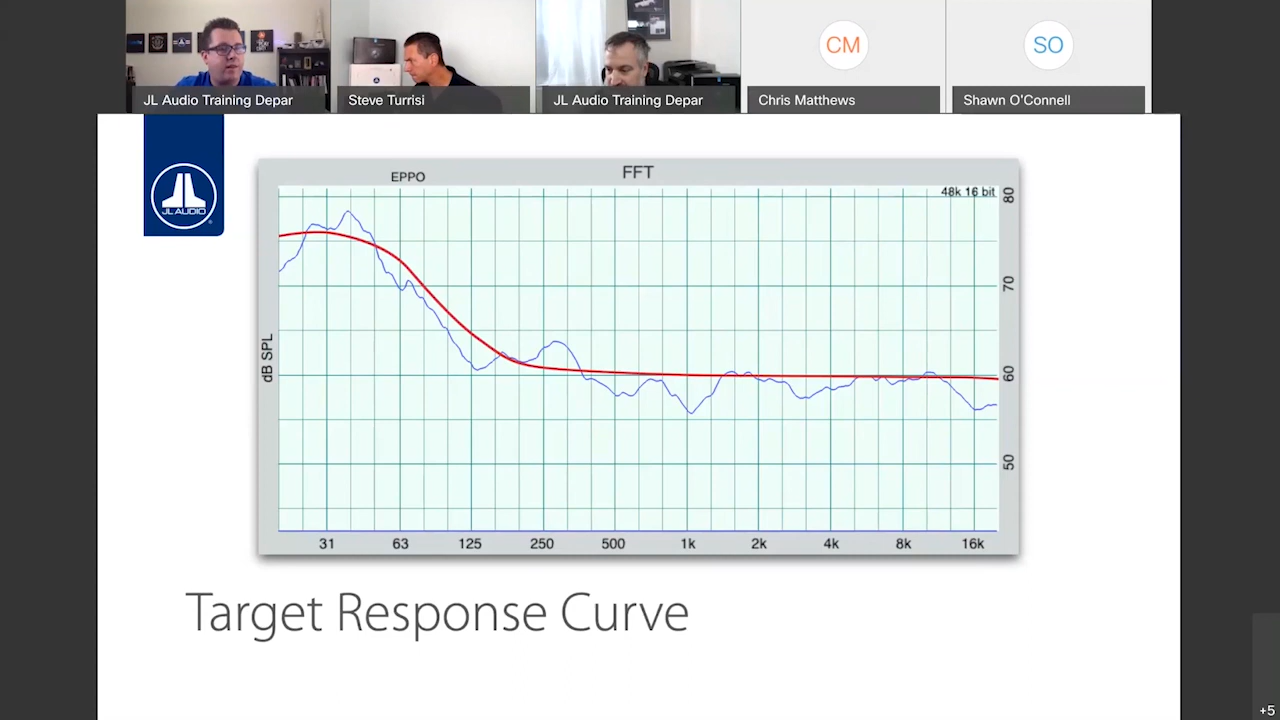 JL Audio Training Depar
Steve Turrisi
JL Audio Training Depar
CM
Chris Matthews
SO
Shawn O'Connell
JL AUDIO
EPPO
FFT
48k 16 bit
80
70
60
50
dB SPL
31 63 125 250 500 1k 2k 4k 8k 16k
Target Response Curve
+5